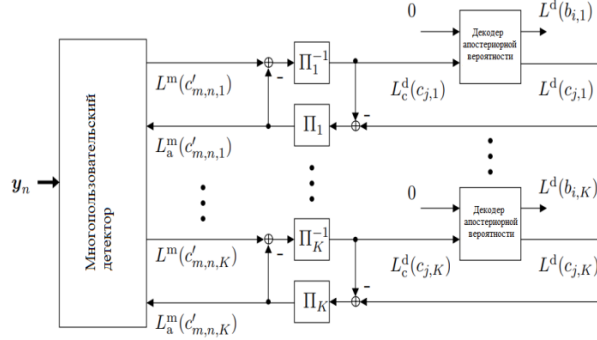 0
Декодер
апостериорной
вероятности
L^d(b_{i,1})
L^m(c'_{m,n,1})
-
Π_1^{-1}
L_c^d(c_{j,1})
L^d(c_{j,1})
L_a^m(c'_{m,n,1})
Π_1
-
y_n
Многопользовательский
детектор
0
Декодер
апостериорной
вероятности
L^d(b_{i,K})
L^m(c'_{m,n,K})
-
Π_K^{-1}
L_c^d(c_{j,K})
L^d(c_{j,K})
L_a^m(c'_{m,n,K})
Π_K
-